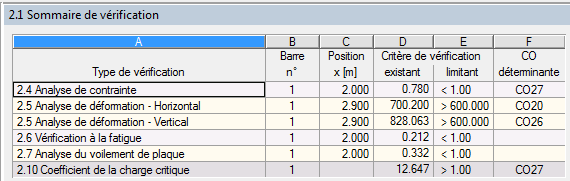 2.1 Sommaire de vérification
A B C D E F
Barre Position Critère de vérification CO
Type de vérification n° x [m] existant limitant déterminante
2.4 Analyse de contrainte 1 2.000 0.780 < 1.00 CO27
2.5 Analyse de déformation - Horizontal 1 2.900 700.200 > 600.000 CO20
2.5 Analyse de déformation - Vertical 1 2.900 828.063 > 600.000 CO26
2.6 Vérification à la fatigue 1 2.000 0.212 < 1.00
2.7 Analyse du voilement de plaque 1 2.000 0.332 < 1.00
2.10 Coefficient de la charge critique 1 12.647 > 1.00 CO27